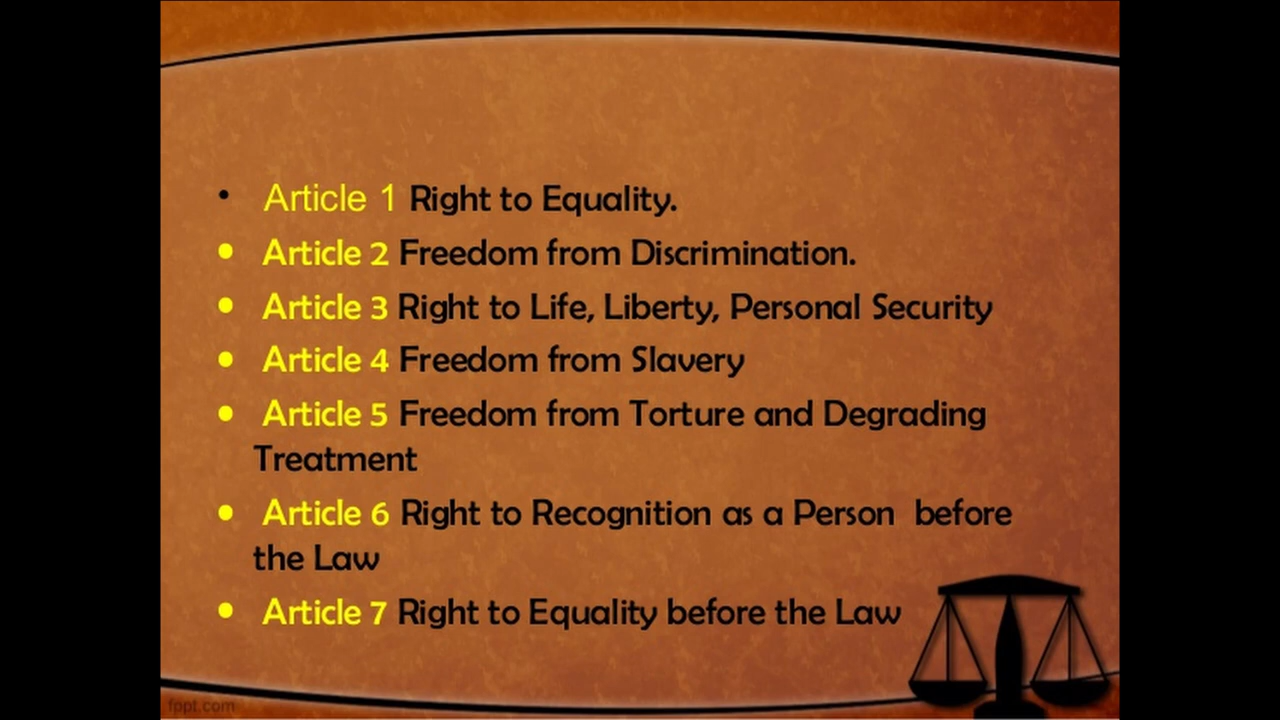 • Article 1 Right to Equality.
• Article 2 Freedom from Discrimination.
• Article 3 Right to Life, Liberty, Personal Security
• Article 4 Freedom from Slavery
• Article 5 Freedom from Torture and Degrading
Treatment
• Article 6 Right to Recognition as a Person  before
the Law
• Article 7 Right to Equality before the Law
fppt.com